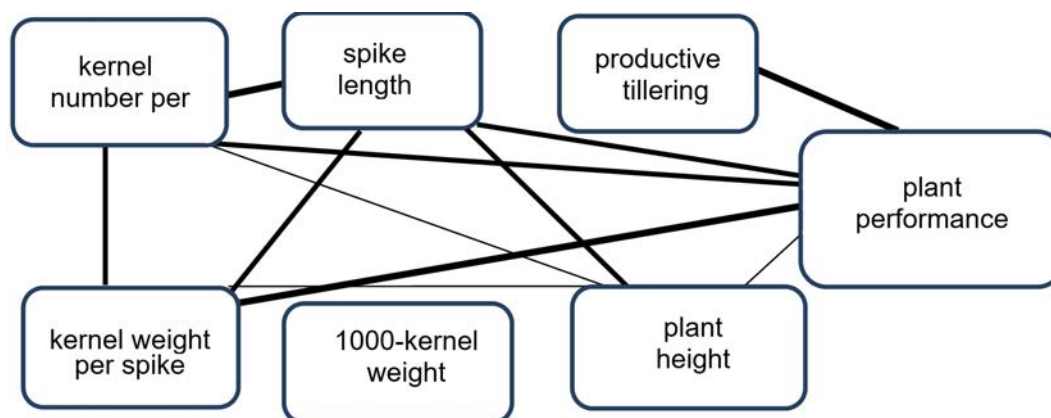 kernel
number per
spike
length
productive
tillering
plant
performance
kernel weight
per spike
1000-kernel
weight
plant
height